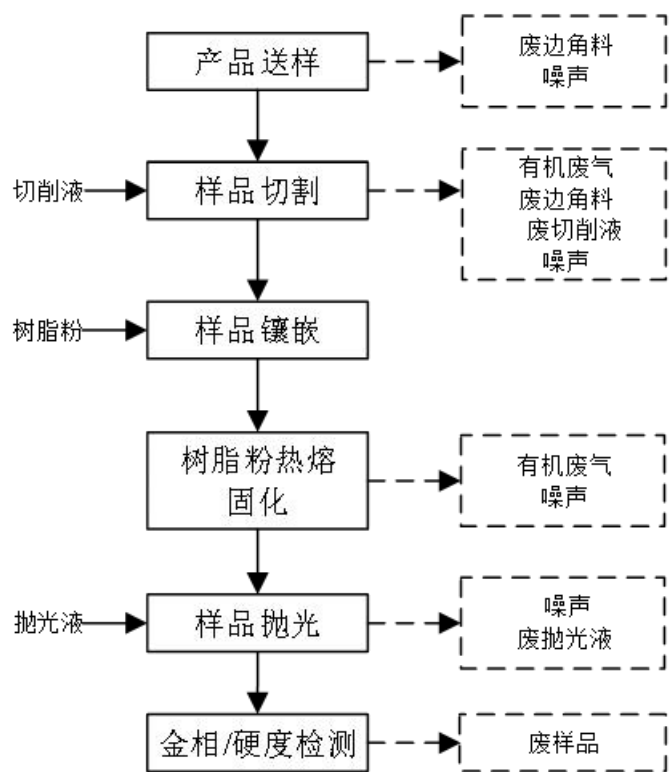 产品送样
废边角料
噪声
切削液
样品切割
有机废气
废边角料
废切削液
噪声
树脂粉
样品镶嵌
树脂粉热熔
固化
有机废气
噪声
抛光液
样品抛光
噪声
废抛光液
金相/硬度检测
废样品